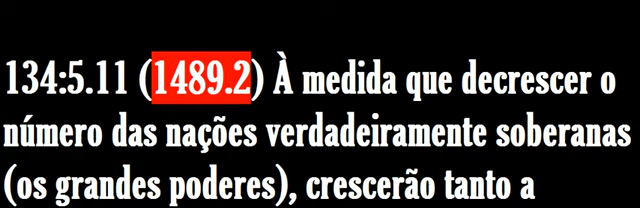 134:5.11 (1489.2) À medida que decrescer o
número das nações verdadeiramente soberanas
(os grandes poderes), crescerão tanto a